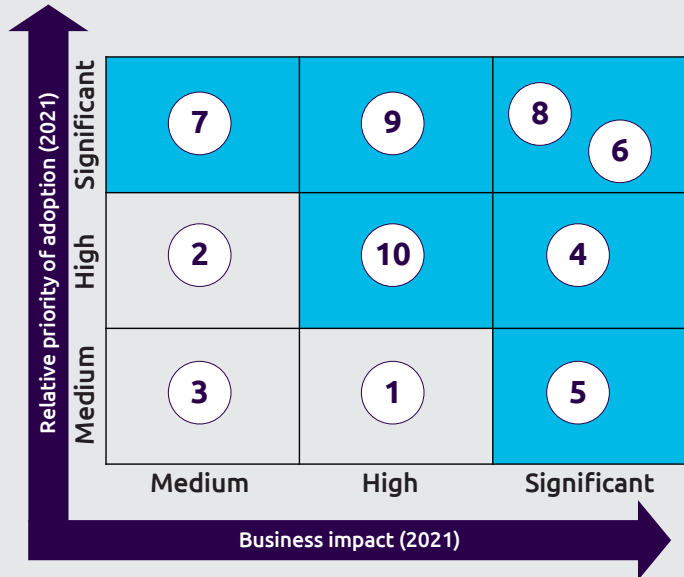 Relative priority of adoption (2021)
Significant
7
9
8
6
High
2
10
4
Medium
3
1
5
Medium
High
Significant
Business impact (2021)